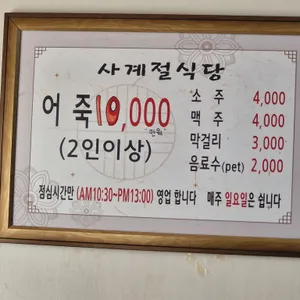 사계절식당
어 죽 10,000
만원
(2인이상)
소 주 4,000
맥 주 4,000
막걸리 3,000
음료수(pet) 2,000
점심시간만 (AM10:30~PM13:00) 영업 합니다 매주 일요일은 쉽니다